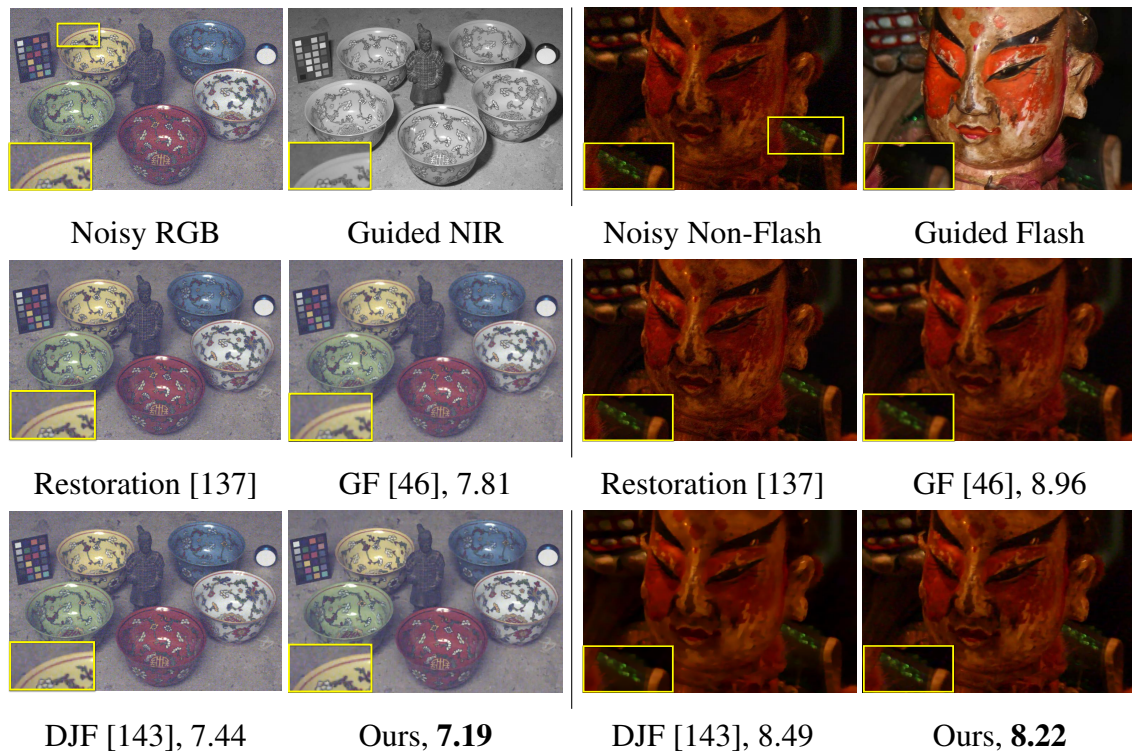 Noisy RGB Guided NIR Noisy Non-Flash Guided Flash
Restoration [137] GF [46], 7.81 Restoration [137] GF [46], 8.96
DJF [143], 7.44 Ours, 7.19 DJF [143], 8.49 Ours, 8.22